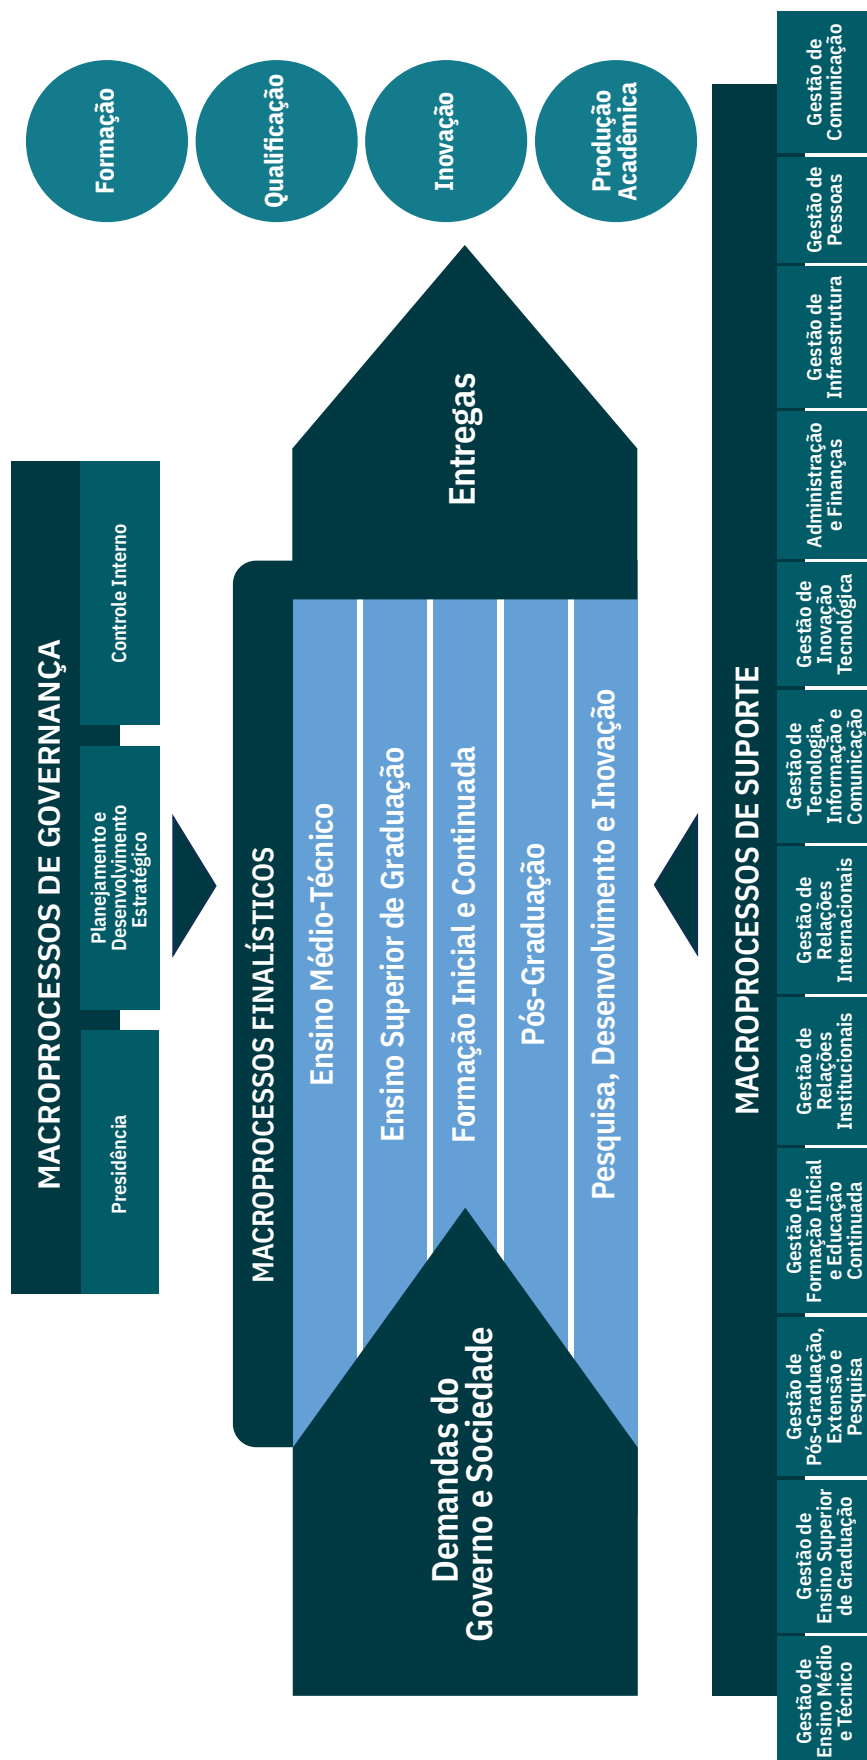 MACROPROCESSOS DE GOVERNANÇA
Presidência
Planejamento e
Desenvolvimento
Estratégico
Controle Interno
MACROPROCESSOS FINALÍSTICOS
Demandas do
Governo e Sociedade
Ensino Médio-Técnico
Ensino Superior de Graduação
Formação Inicial e Continuada
Pós-Graduação
Pesquisa, Desenvolvimento e Inovação
Entregas
Formação
Qualificação
Inovação
Produção
Acadêmica
MACROPROCESSOS DE SUPORTE
Gestão de
Ensino Médio
e Técnico
Gestão de
Ensino Superior
de Graduação
Gestão de
Pós-Graduação,
Extensão e
Pesquisa
Gestão de
Formação Inicial
e Educação
Continuada
Gestão de
Relações
Institucionais
Gestão de
Relações
Internacionais
Gestão de
Tecnologia,
Informação e
Comunicação
Gestão de
Inovação
Tecnológica
Administração
e Finanças
Gestão de
Infraestrutura
Gestão de
Pessoas
Gestão de
Comunicação